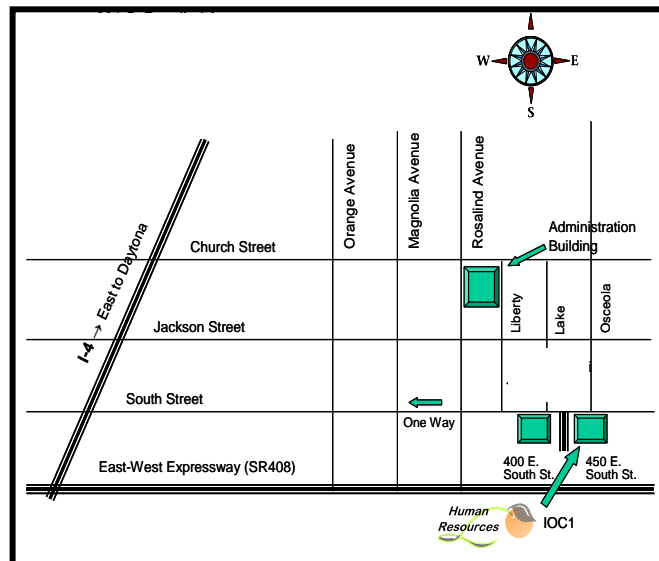 W
E
S
Orange Avenue
Magnolia Avenue
Rosalind Avenue
Administration
Building
Church Street
I-4 → East to Daytona
Liberty
Lake
Osceola
Jackson Street
South Street
One Way
East-West Expressway (SR408)
400 E.
South St.
450 E.
South St.
Human
Resources
IOC1